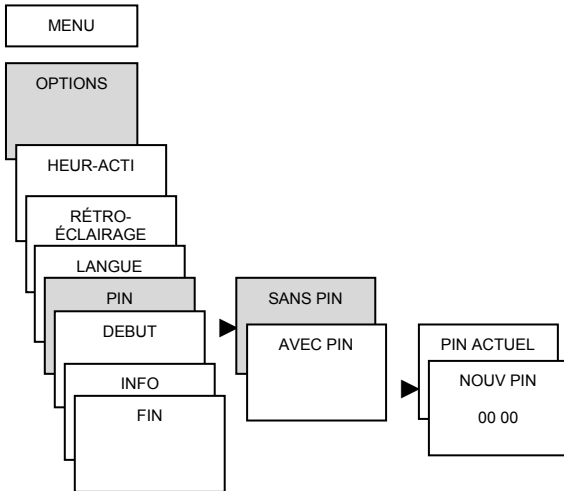 MENU
OPTIONS
HEUR-ACTI
RÉTRO-
ÉCLAIRAGE
LANGUE
PIN
DEBUT
INFO
FIN
SANS PIN
AVEC PIN
PIN ACTUEL
NOUV PIN
00 00